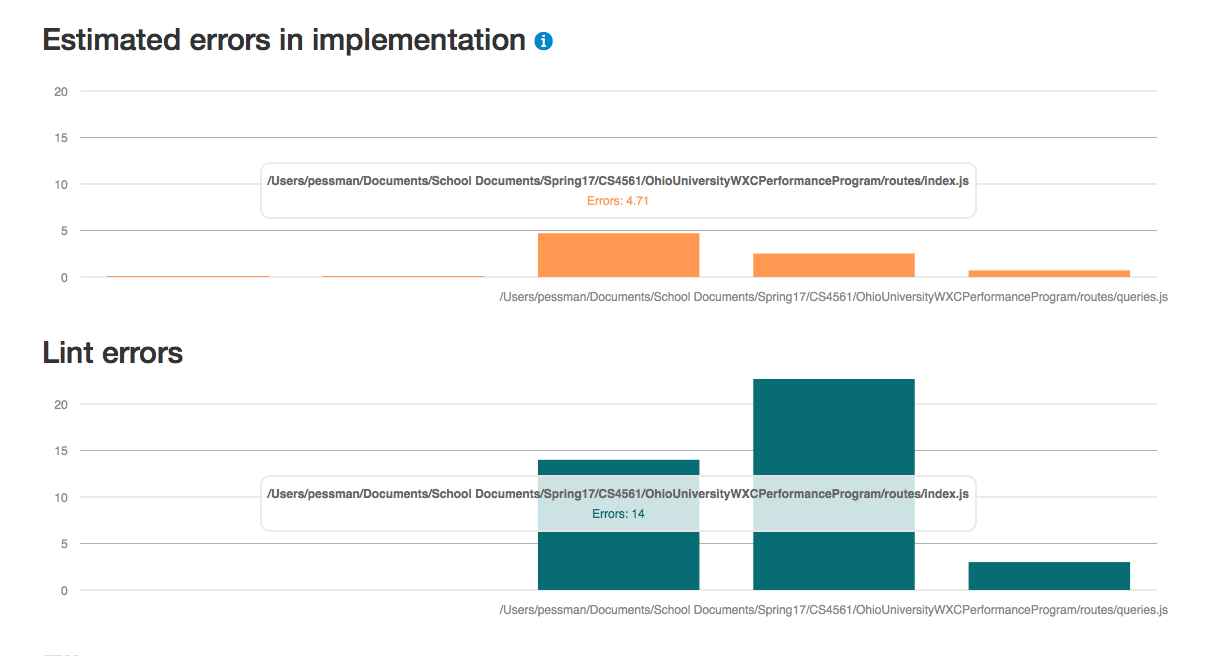 Estimated errors in implementation
20
15
/Users/pessman/Documents/School Documents/Spring17/CS4561/OhioUniversityWXCPerformanceProgram/routes/index.js
10
Errors: 4.71
5
0
/Users/pessman/Documents/School Documents/Spring17/CS4561/OhioUniversityWXCPerformanceProgram/routes/queries.js
Lint errors
20
15
/Users/pessman/Documents/School Documents/Spring17/CS4561/OhioUniversityWXCPerformanceProgram/routes/index.js
10
Errors: 14
5
0
/Users/pessman/Documents/School Documents/Spring17/CS4561/OhioUniversityWXCPerformanceProgram/routes/queries.js